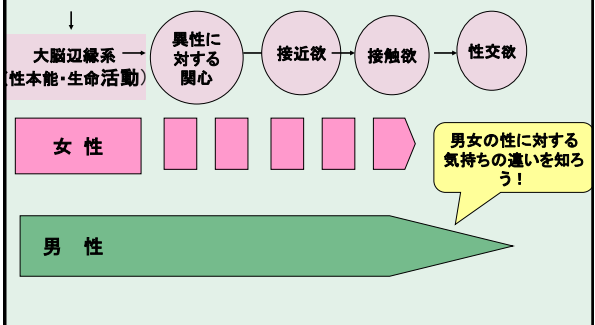 大脳辺縁系
（性本能・生命活動）
異性に
対する
関心
接近欲
接触欲
性交欲
女 性
男女の性に対する
気持ちの違いを知ろ
う！
男 性